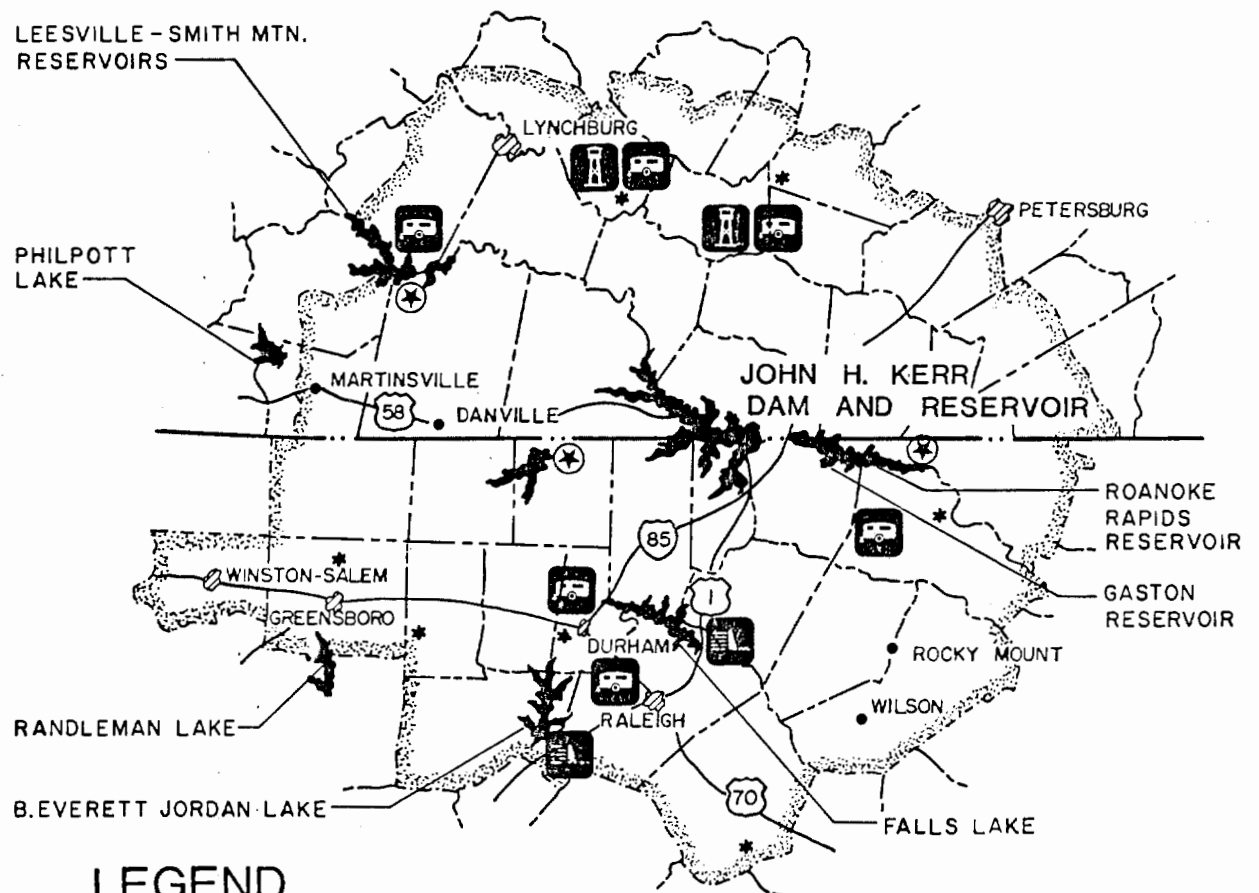 LEESVILLE-SMITH MTN.
RESERVOIRS
LYNCHBURG
PETERSBURG
PHILPOTT
LAKE
MARTINSVILLE
58
DANVILLE
JOHN H. KERR
DAM AND RESERVOIR
ROANOKE
RAPIDS
RESERVOIR
85
WINSTON-SALEM
GREENSBORO
1
GASTON
RESERVOIR
DURHAM
ROCKY MOUNT
WILSON
RALEIGH
RANDLEMAN LAKE
B.EVERETT JORDAN LAKE
70
FALLS LAKE
LEGEND